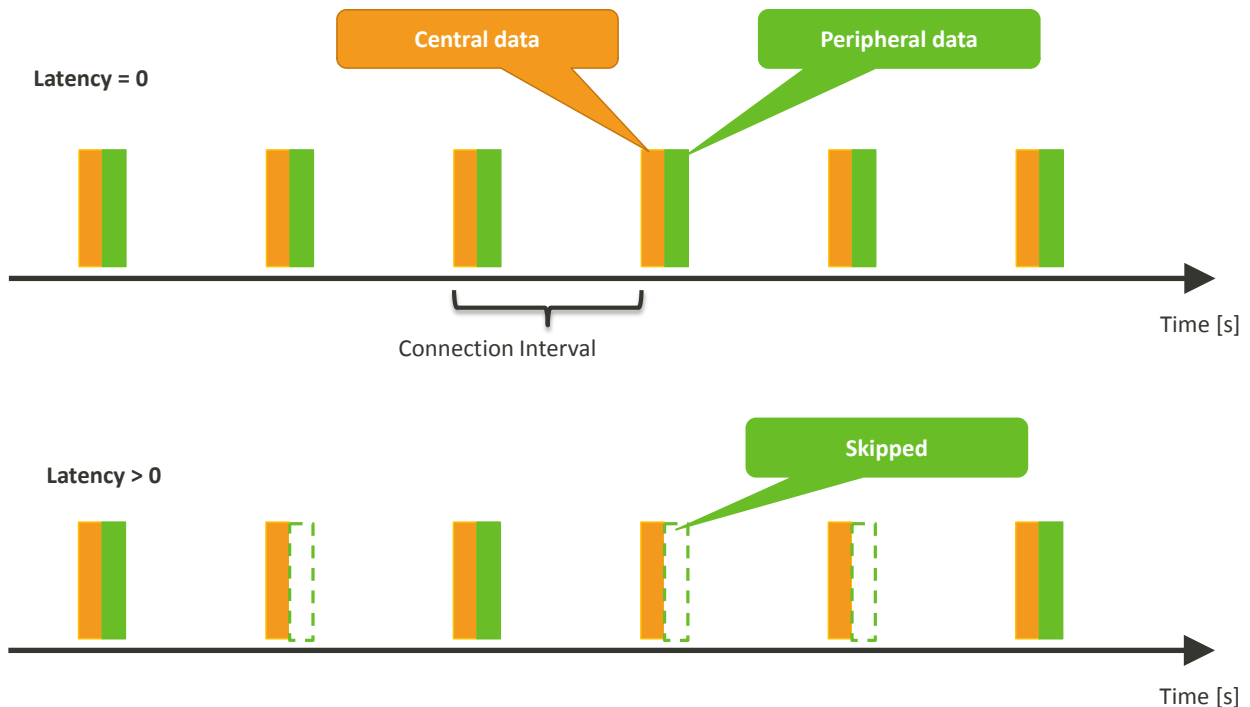 Central data
Peripheral data
Latency = 0
Time [s]
Connection Interval
Skipped
Latency > 0
Time [s]